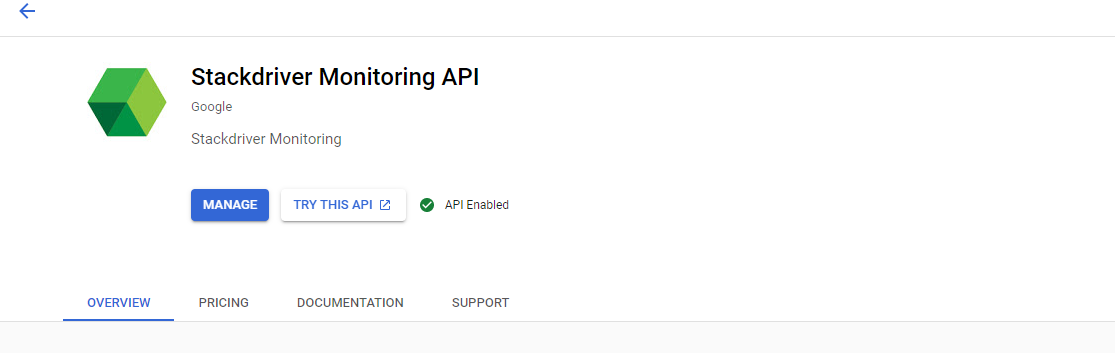 Stackdriver Monitoring API
Google
Stackdriver Monitoring
MANAGE TRY THIS API API Enabled
OVERVIEW PRICING DOCUMENTATION SUPPORT